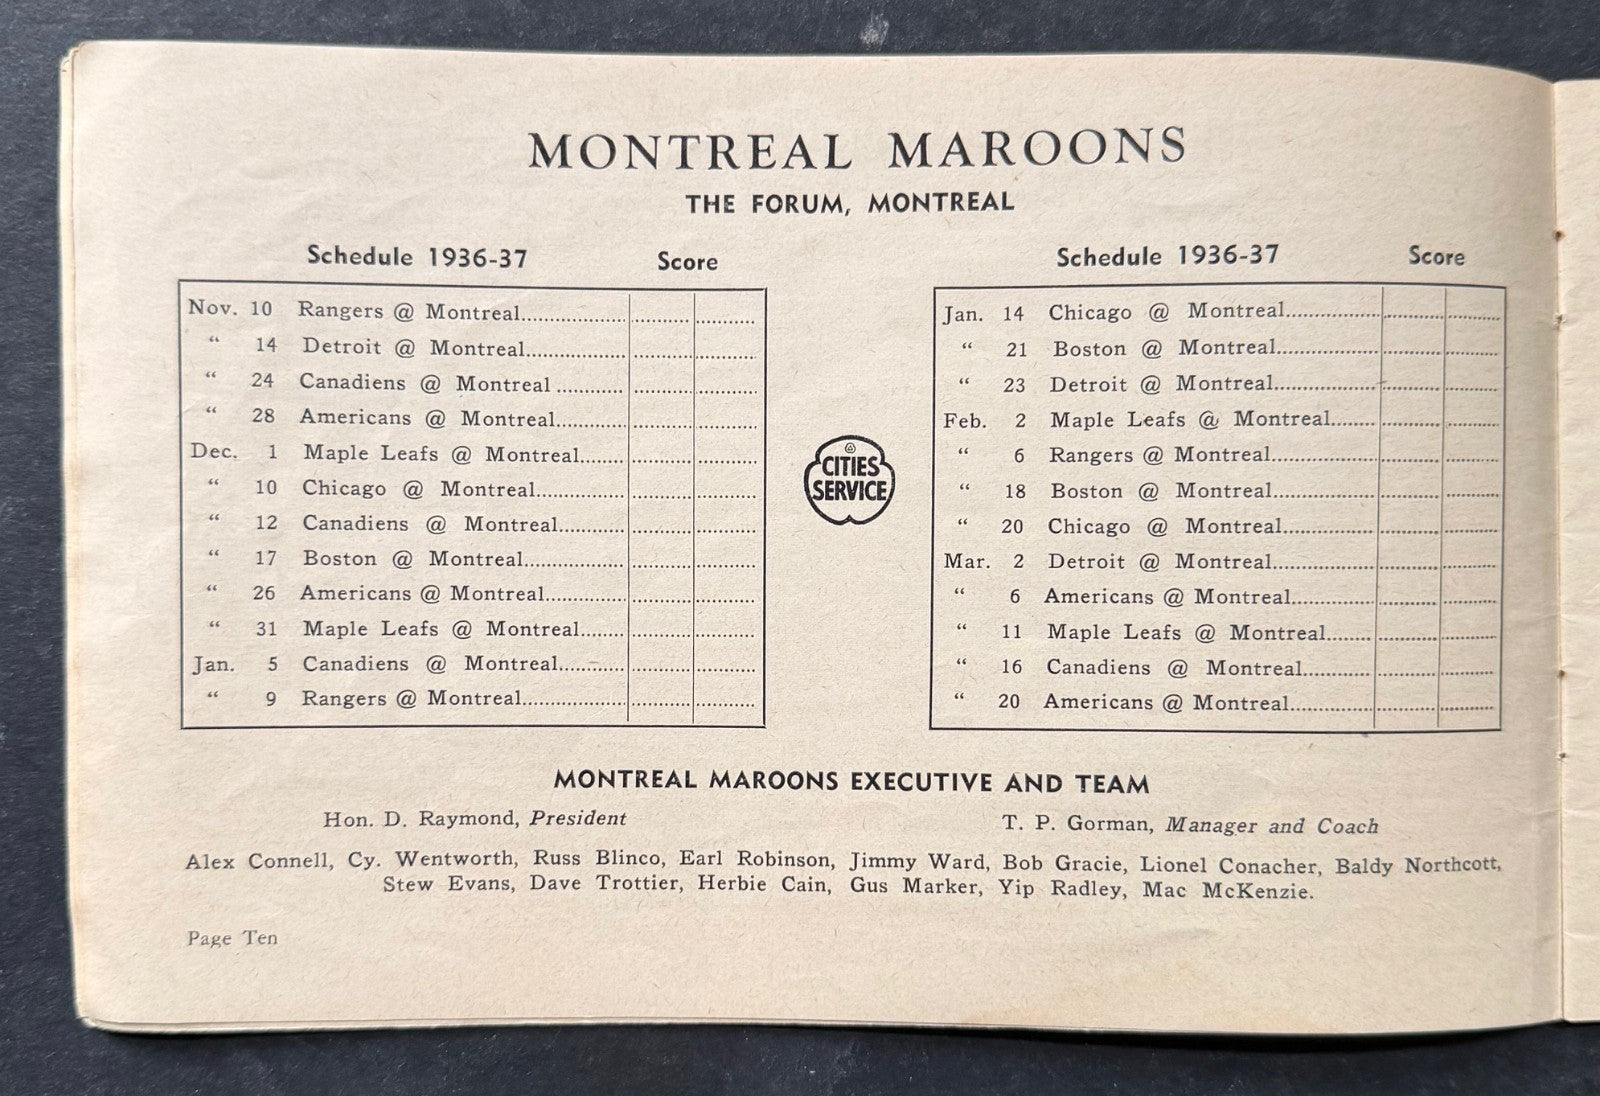 MONTREAL MAROONS
THE FORUM, MONTREAL
Schedule 1936-37 Score
Nov. 10 Rangers @ Montreal
“ 14 Detroit @ Montreal
“ 24 Canadiens @ Montreal
“ 28 Americans @ Montreal
Dec. 1 Maple Leafs @ Montreal
“ 10 Chicago @ Montreal
“ 12 Canadiens @ Montreal
“ 17 Boston @ Montreal
“ 26 Americans @ Montreal
“ 31 Maple Leafs @ Montreal
Jan. 5 Canadiens @ Montreal
“ 9 Rangers @ Montreal
CITIES
SERVICE
Schedule 1936-37 Score
Jan. 14 Chicago @ Montreal
“ 21 Boston @ Montreal
“ 23 Detroit @ Montreal
Feb. 2 Maple Leafs @ Montreal
“ 6 Rangers @ Montreal
“ 18 Boston @ Montreal
“ 20 Chicago @ Montreal
Mar. 2 Detroit @ Montreal
“ 6 Americans @ Montreal
“ 11 Maple Leafs @ Montreal
“ 16 Canadiens @ Montreal
“ 20 Americans @ Montreal
MONTREAL MAROONS EXECUTIVE AND TEAM
Hon. D. Raymond, President T. P. Gorman, Manager and Coach
Alex Connell, Cy. Wentworth, Russ Blinco, Earl Robinson, Jimmy Ward, Bob Gracie, Lionel Conacher, Baldy Northcott,
Stew Evans, Dave Trottier, Herbie Cain, Gus Marker, Yip Radley, Mac McKenzie.
Page Ten